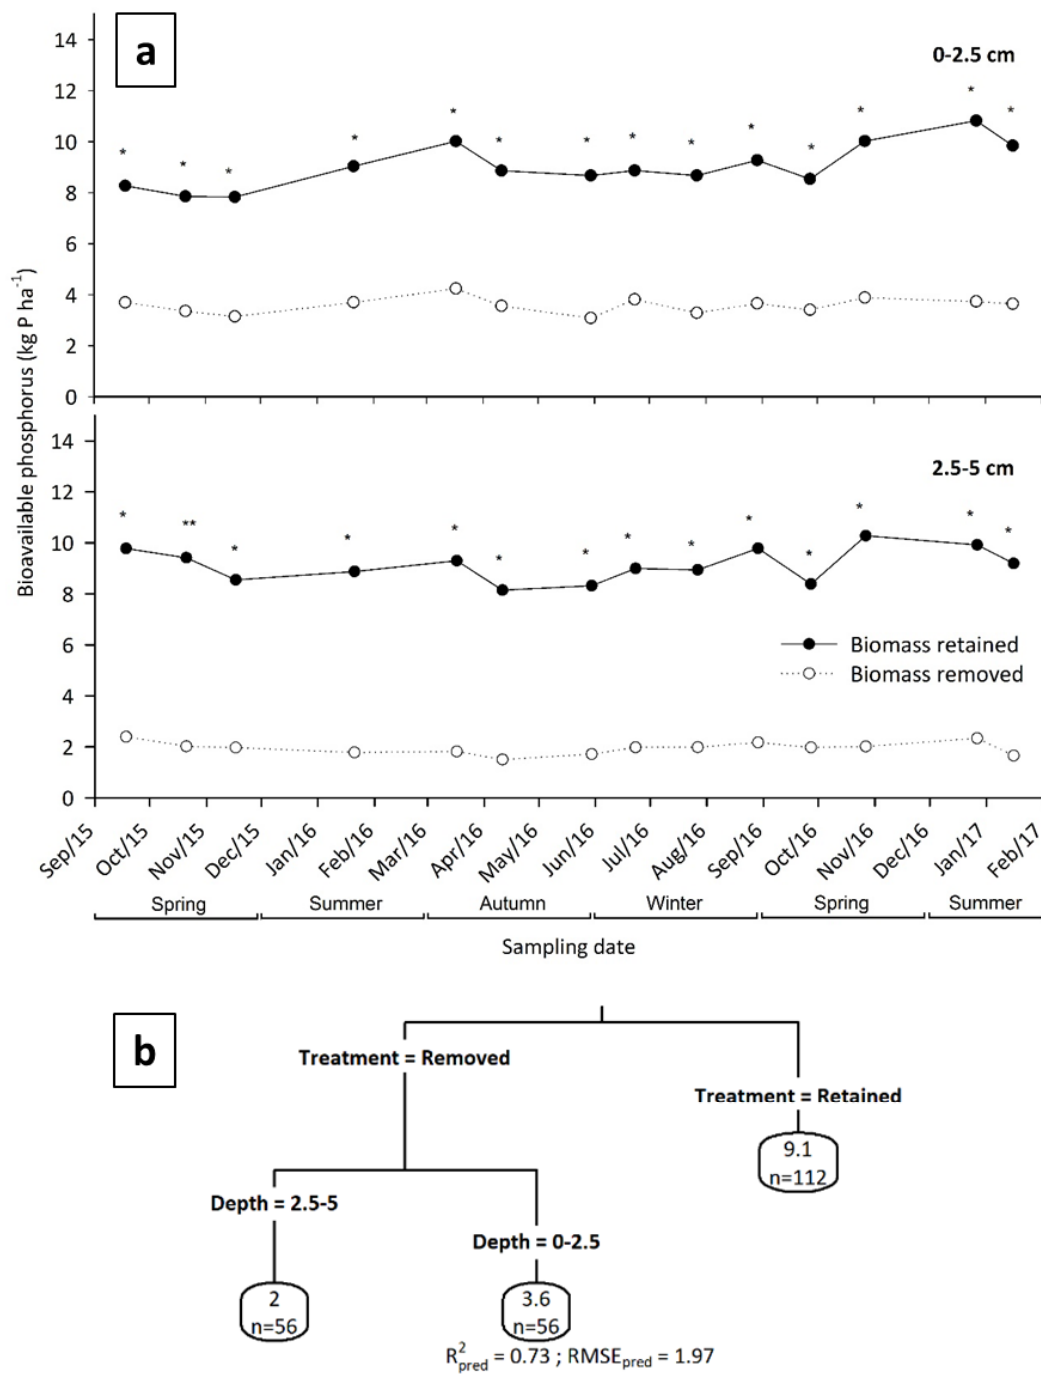 a
0-2.5 cm
14
12
10
8
6
4
2
0
* * * * * * * * * * * * * *
Bioavailable phosphorus (kg P ha⁻¹)
2.5-5 cm
14
12
10
8
6
4
2
0
* ** * * * * * * * * * * * *
Biomass retained
Biomass removed
Sep/15 Oct/15 Nov/15 Dec/15 Jan/16 Feb/16 Mar/16 Apr/16 May/16 Jun/16 Jul/16 Aug/16 Sep/16 Oct/16 Nov/16 Dec/16 Jan/17 Feb/17
Spring Summer Autumn Winter Spring Summer
Sampling date
b
Treatment = Removed
Treatment = Retained
9.1
n=112
Depth = 2.5-5
Depth = 0-2.5
2
n=56
3.6
n=56
R²pred = 0.73 ; RMSEpred = 1.97